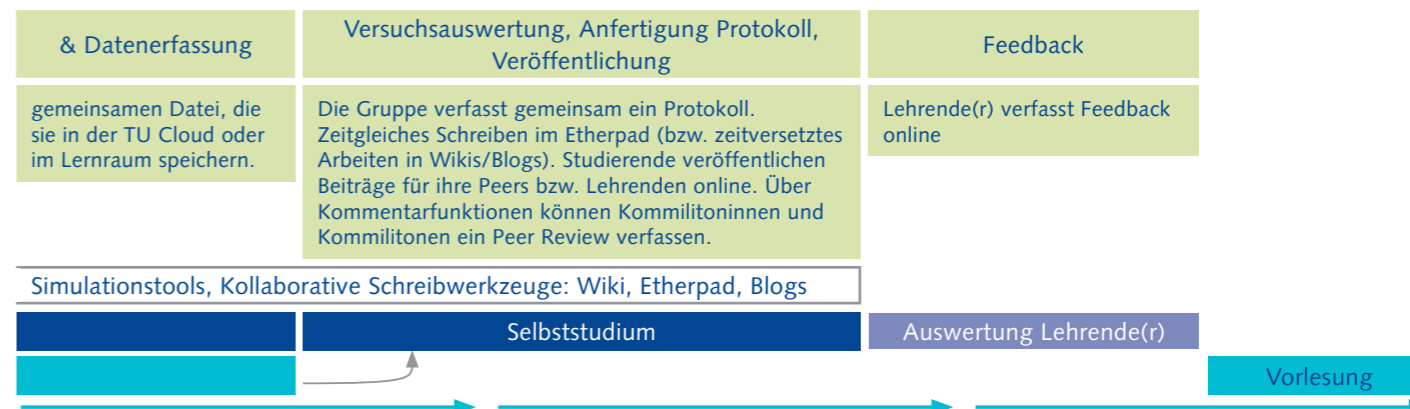 & Datenerfassung
Versuchsauswertung, Anfertigung Protokoll,
Veröffentlichung
Feedback
gemeinsamen Datei, die
sie in der TU Cloud oder
im Lernraum speichern.
Die Gruppe verfasst gemeinsam ein Protokoll.
Zeitgleiches Schreiben im Etherpad (bzw. zeitversetztes
Arbeiten in Wikis/Blogs). Studierende veröffentlichen
Beiträge für ihre Peers bzw. Lehrenden online. Über
Kommentarfunktionen können Kommilitoninnen und
Kommilitonen ein Peer Review verfassen.
Lehrende(r) verfasst Feedback
online
Simulationstools, Kollaborative Schreibwerkzeuge: Wiki, Etherpad, Blogs
Selbststudium
Auswertung Lehrende(r)
Vorlesung